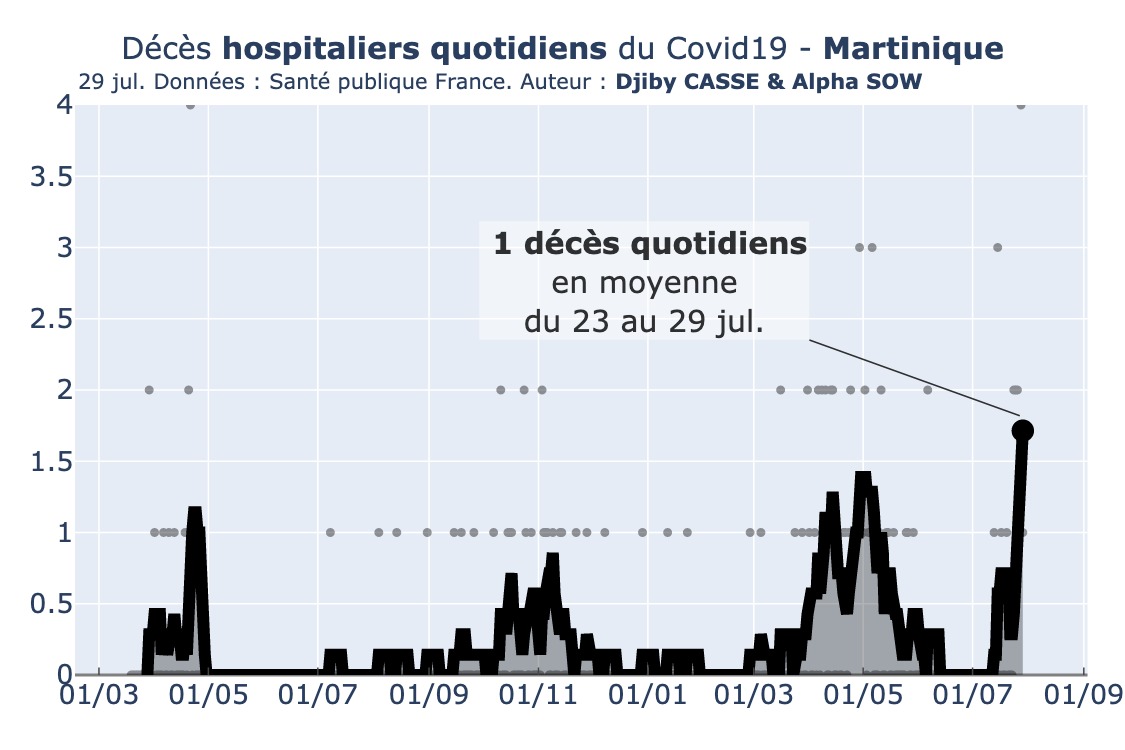 Décès hospitaliers quotidiens du Covid19 - Martinique
29 jul. Données : Santé publique France. Auteur : Djiby CASSE & Alpha SOW
4
3.5
3
2.5
2
1.5
1
0.5
0
1 décès quotidiens
en moyenne
du 23 au 29 jul.
01/03 01/05 01/07 01/09 01/11 01/01 01/03 01/05 01/07 01/09